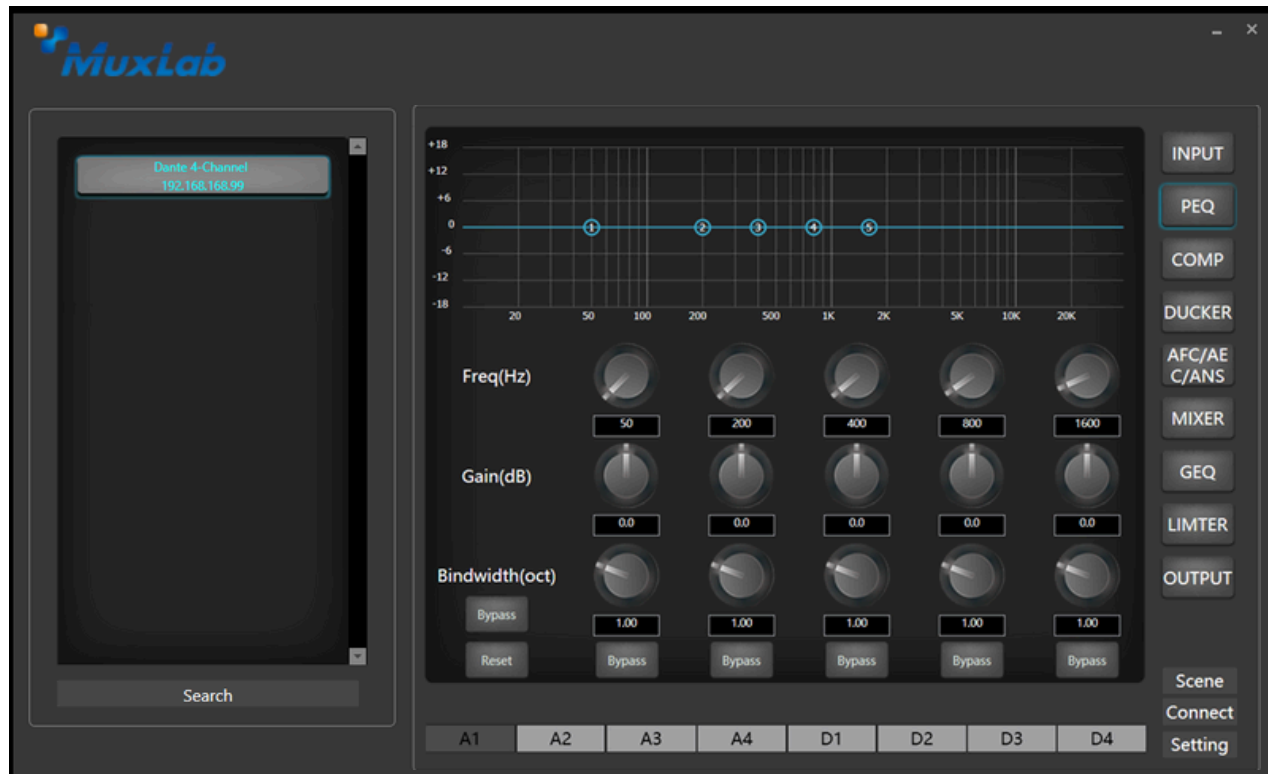 MuxLab
Dante 4-Channel
192.168.168.99
Search
+18
+12
+6
0
-6
-12
-18
1 2 3 4 5
20 50 100 200 500 1K 2K 5K 10K 20K
Freq(Hz)
50 200 400 800 1600
Gain(dB)
0.0 0.0 0.0 0.0 0.0
Bindwidth(oct)
1.00 1.00 1.00 1.00 1.00
Bypass
Reset Bypass Bypass Bypass Bypass Bypass
A1 A2 A3 A4 D1 D2 D3 D4
INPUT
PEQ
COMP
DUCKER
AFC/AE
C/ANS
MIXER
GEQ
LIMTER
OUTPUT
Scene
Connect
Setting